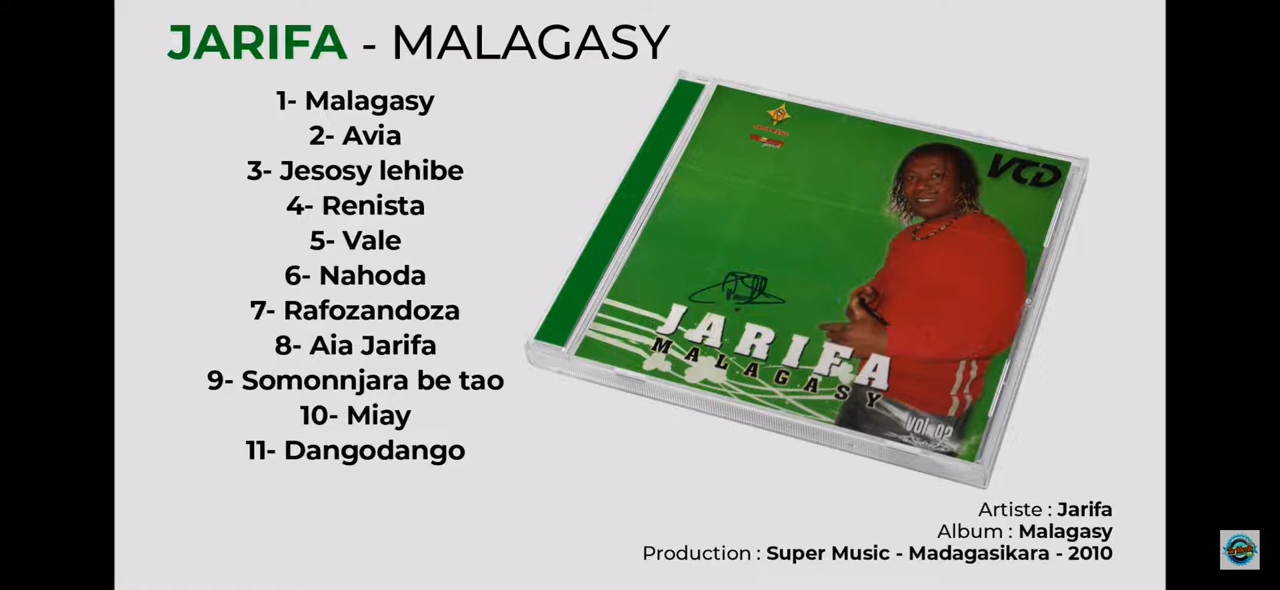 JARIFA - MALAGASY
1- Malagasy
2- Avia
3- Jesosy lehibe
4- Renista
5- Vale
6- Nahoda
7- Rafozandoza
8- Aia Jarifa
9- Somonnjara be tao
10- Miay
11- Dangodango
VCD
JARIFA
MALAGASY
vol 02
Artiste : Jarifa
Album : Malagasy
Production : Super Music - Madagasikara - 2010